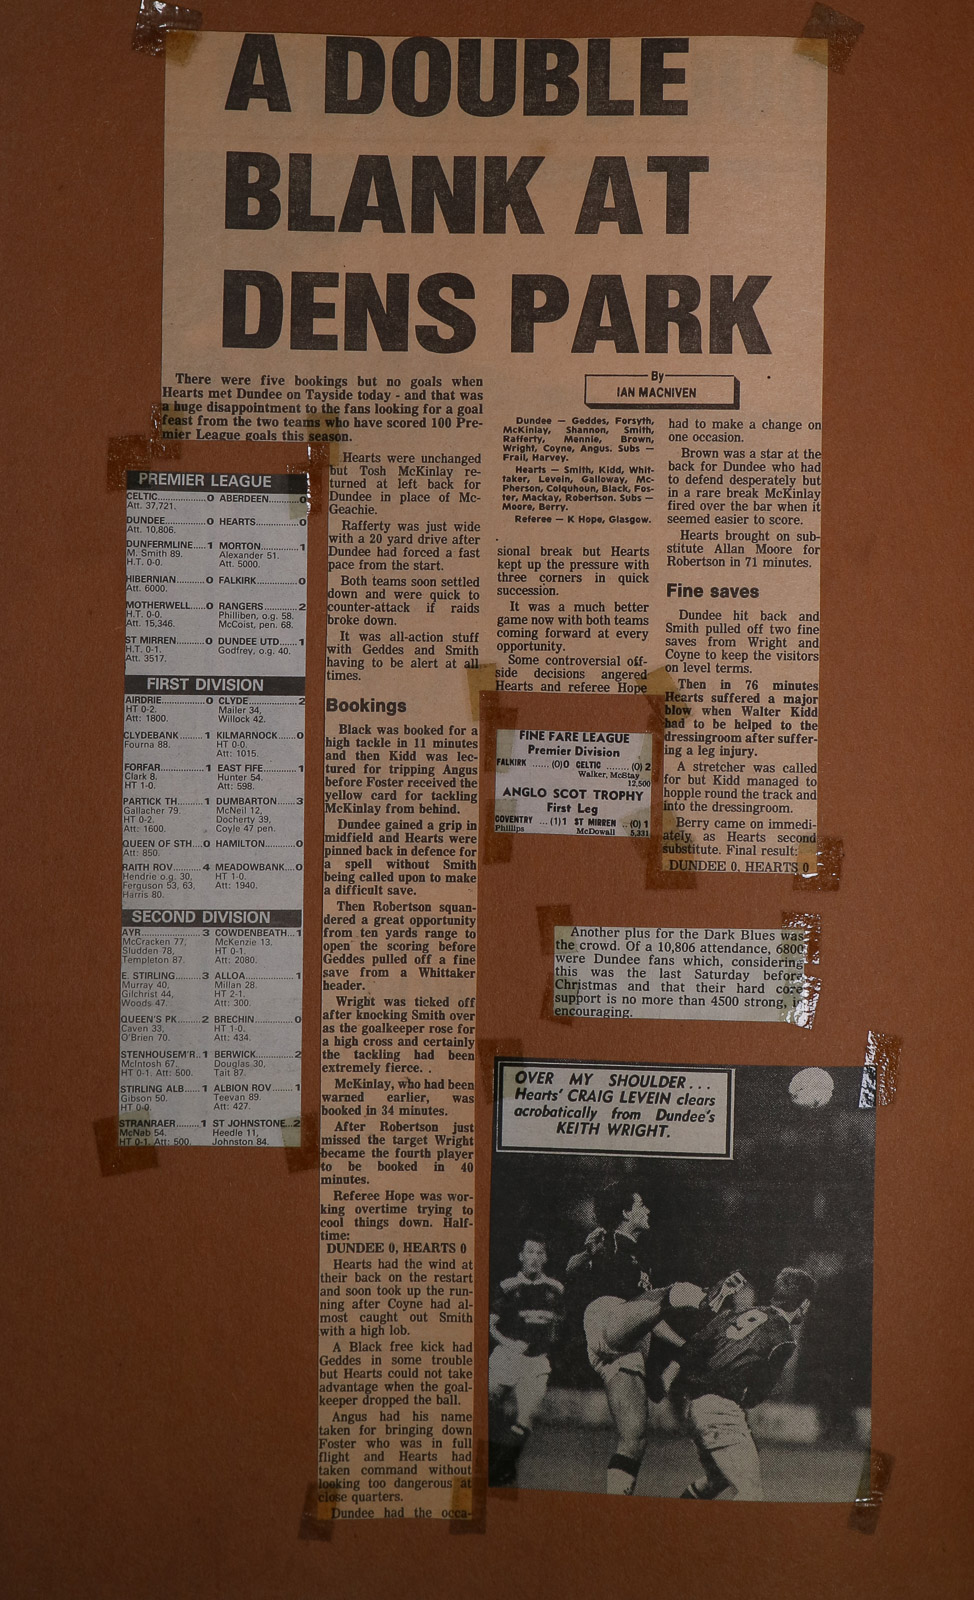 A DOUBLE
BLANK AT
DENS PARK
There were five bookings but no goals when
Hearts met Dundee on Tayside today - and that was
a huge disappointment to the fans looking for a goal
feast from the two teams who have scored 100 Pre-
mier League goals this season.
By
IAN MACNIVEN
Hearts were unchanged
but Tosh McKinlay re-
turned at left back for
Dundee in place of Mc-
Geachie.
Rafferty was just wide
with a 20 yard drive after
Dundee had forced a fast
pace from the start.
Both teams soon settled
down and were quick to
counter-attack if raids
broke down.
It was all-action stuff
with Geddes and Smith
having to be alert at all
times.
Bookings
Black was booked for a
high tackle in 11 minutes
and then Kidd was lec-
tured for tripping Angus
before Foster received the
yellow card for tackling
McKinlay from behind.
Dundee gained a grip in
midfield and Hearts were
pinned back in defence for
a spell without Smith
being called upon to make
a difficult save.
Then Robertson squan-
dered a great opportunity
from ten yards range to
open the scoring before
Geddes pulled off a fine
save from a Whittaker
header.
Wright was ticked off
after knocking Smith over
as the goalkeeper rose for
a high cross and certainly
the tackling had been
extremely fierce. .
McKinlay, who had been
warned earlier, was
booked in 34 minutes.
After Robertson just
missed the target Wright
became the fourth player
to be booked in 40
minutes.
Referee Hope was wor-
king overtime trying to
cool things down. Half-
time:
DUNDEE 0, HEARTS 0
Hearts had the wind at
their back on the restart
and soon took up the run-
ning after Coyne had al-
most caught out Smith
with a high lob.
A Black free kick had
Geddes in some trouble
but Hearts could not take
advantage when the goal-
keeper dropped the ball.
Angus had his name
taken for bringing down
Foster who was in full
flight and Hearts had
taken command without
looking too dangerous at
close quarters.
Dundee had the occa-
Dundee — Geddes, Forsyth,
McKinlay, Shannon, Smith,
Rafferty, Mennie, Brown,
Wright, Coyne, Angus. Subs —
Frail, Harvey.
Hearts — Smith, Kidd, Whit-
taker, Levein, Galloway, Mc-
Pherson, Colquhoun, Black, Fos-
ter, Mackay, Robertson. Subs —
Moore, Berry.
Referee — K Hope, Glasgow.
sional break but Hearts
kept up the pressure with
three corners in quick
succession.
It was a much better
game now with both teams
coming forward at every
opportunity.
Some controversial off-
side decisions angered
Hearts and referee Hope
had to make a change on
one occasion.
Brown was a star at the
back for Dundee who had
to defend desperately but
in a rare break McKinlay
fired over the bar when it
seemed easier to score.
Hearts brought on sub-
stitute Allan Moore for
Robertson in 71 minutes.
Fine saves
Dundee hit back and
Smith pulled off two fine
saves from Wright and
Coyne to keep the visitors
on level terms.
Then in 76 minutes
Hearts suffered a major
blow when Walter Kidd
had to be helped to the
dressingroom after suffer-
ing a leg injury.
A stretcher was called
for but Kidd managed to
hopple round the track and
into the dressingroom.
Berry came on immedi-
ately as Hearts second
substitute. Final result:
DUNDEE 0, HEARTS 0
PREMIER LEAGUE
CELTIC............0 ABERDEEN.....0
Att. 37,721.
DUNDEE............0 HEARTS.........0
Att. 10,806.
DUNFERMLINE....1 MORTON.........1
M. Smith 89. Alexander 51.
H.T. 0-0. Att. 5000.
HIBERNIAN........0 FALKIRK.........0
Att. 6000.
MOTHERWELL...0 RANGERS.......2
H.T. 0-0. Philliben, o.g. 58.
Att. 15,346. McCoist, pen. 68.
ST MIRREN........0 DUNDEE UTD....1
H.T. 0-1. Godfrey, o.g. 40.
Att. 3517.
FIRST DIVISION
AIRDRIE............0 CLYDE............2
HT 0-2. Mailer 34,
Att: 1800. Willock 42.
CLYDEBANK......1 KILMARNOCK....0
Fourna 88. HT 0-0.
Att: 1015.
FORFAR............1 EAST FIFE.......1
Clark 8. Hunter 54.
HT 1-0. Att: 598.
PARTICK TH.......1 DUMBARTON.....3
Gallacher 79. McNeil 12,
HT 0-2. Docherty 39,
Att: 1600. Coyle 47 pen.
QUEEN OF STH...0 HAMILTON.......0
Att: 850.
RAITH ROV........4 MEADOWBANK...0
Hendrie o.g. 30, HT 1-0.
Ferguson 53, 63, Att: 1940.
Harris 80.
SECOND DIVISION
AYR..................3 COWDENBEATH...1
McCracken 77, McKenzie 13.
Sludden 78, HT 0-1.
Templeton 87. Att: 2080.
E. STIRLING.......3 ALLOA............1
Murray 40, Millan 28.
Gilchrist 44, HT 2-1.
Woods 47. Att: 300.
QUEEN'S PK......2 BRECHIN.........0
Caven 33, HT 1-0.
O'Brien 70. Att: 434.
STENHOUSEM'R..1 BERWICK........2
McIntosh 67. Douglas 30,
HT 0-1. Att: 500. Tait 87.
STIRLING ALB....1 ALBION ROV.....1
Gibson 50. Teevan 89.
HT 0-0. Att: 427.
STRANRAER.......1 ST JOHNSTONE...2
McNab 54. Heedle 11,
HT 0-1. Att: 500. Johnston 84.
FINE FARE LEAGUE
Premier Division
FALKIRK ...... (0)0 CELTIC ...... (0) 2
Walker, McStay
12,500
ANGLO SCOT TROPHY
First Leg
COVENTRY ...(1)1 ST MIRREN ..(0) 1
Phillips McDowall 5,331
Another plus for the Dark Blues was
the crowd. Of a 10,806 attendance, 6800
were Dundee fans which, considering
this was the last Saturday before
Christmas and that their hard core
support is no more than 4500 strong, is
encouraging.
OVER MY SHOULDER...
Hearts' CRAIG LEVEIN clears
acrobatically from Dundee's
KEITH WRIGHT.
9